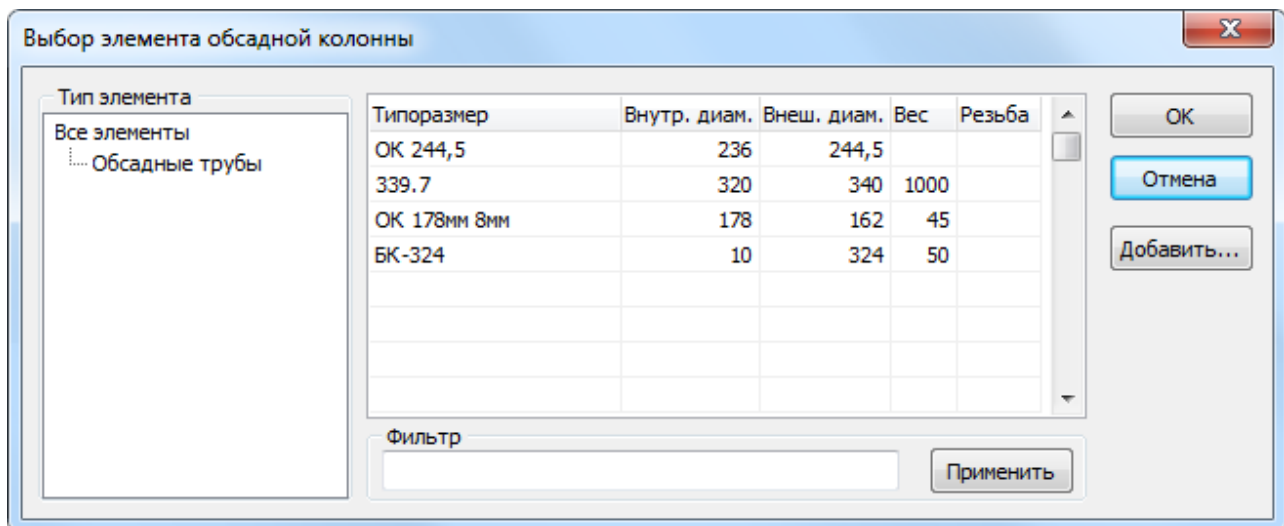 Выбор элемента обсадной колонны
Тип элемента
Все элементы
Обсадные трубы
Типоразмер Внутр. диам. Внеш. диам. Вес Резьба
ОК 244,5 236 244,5
339.7 320 340 1000
ОК 178мм 8мм 178 162 45
БК-324 10 324 50
Фильтр
Применить
ОК
Отмена
Добавить...